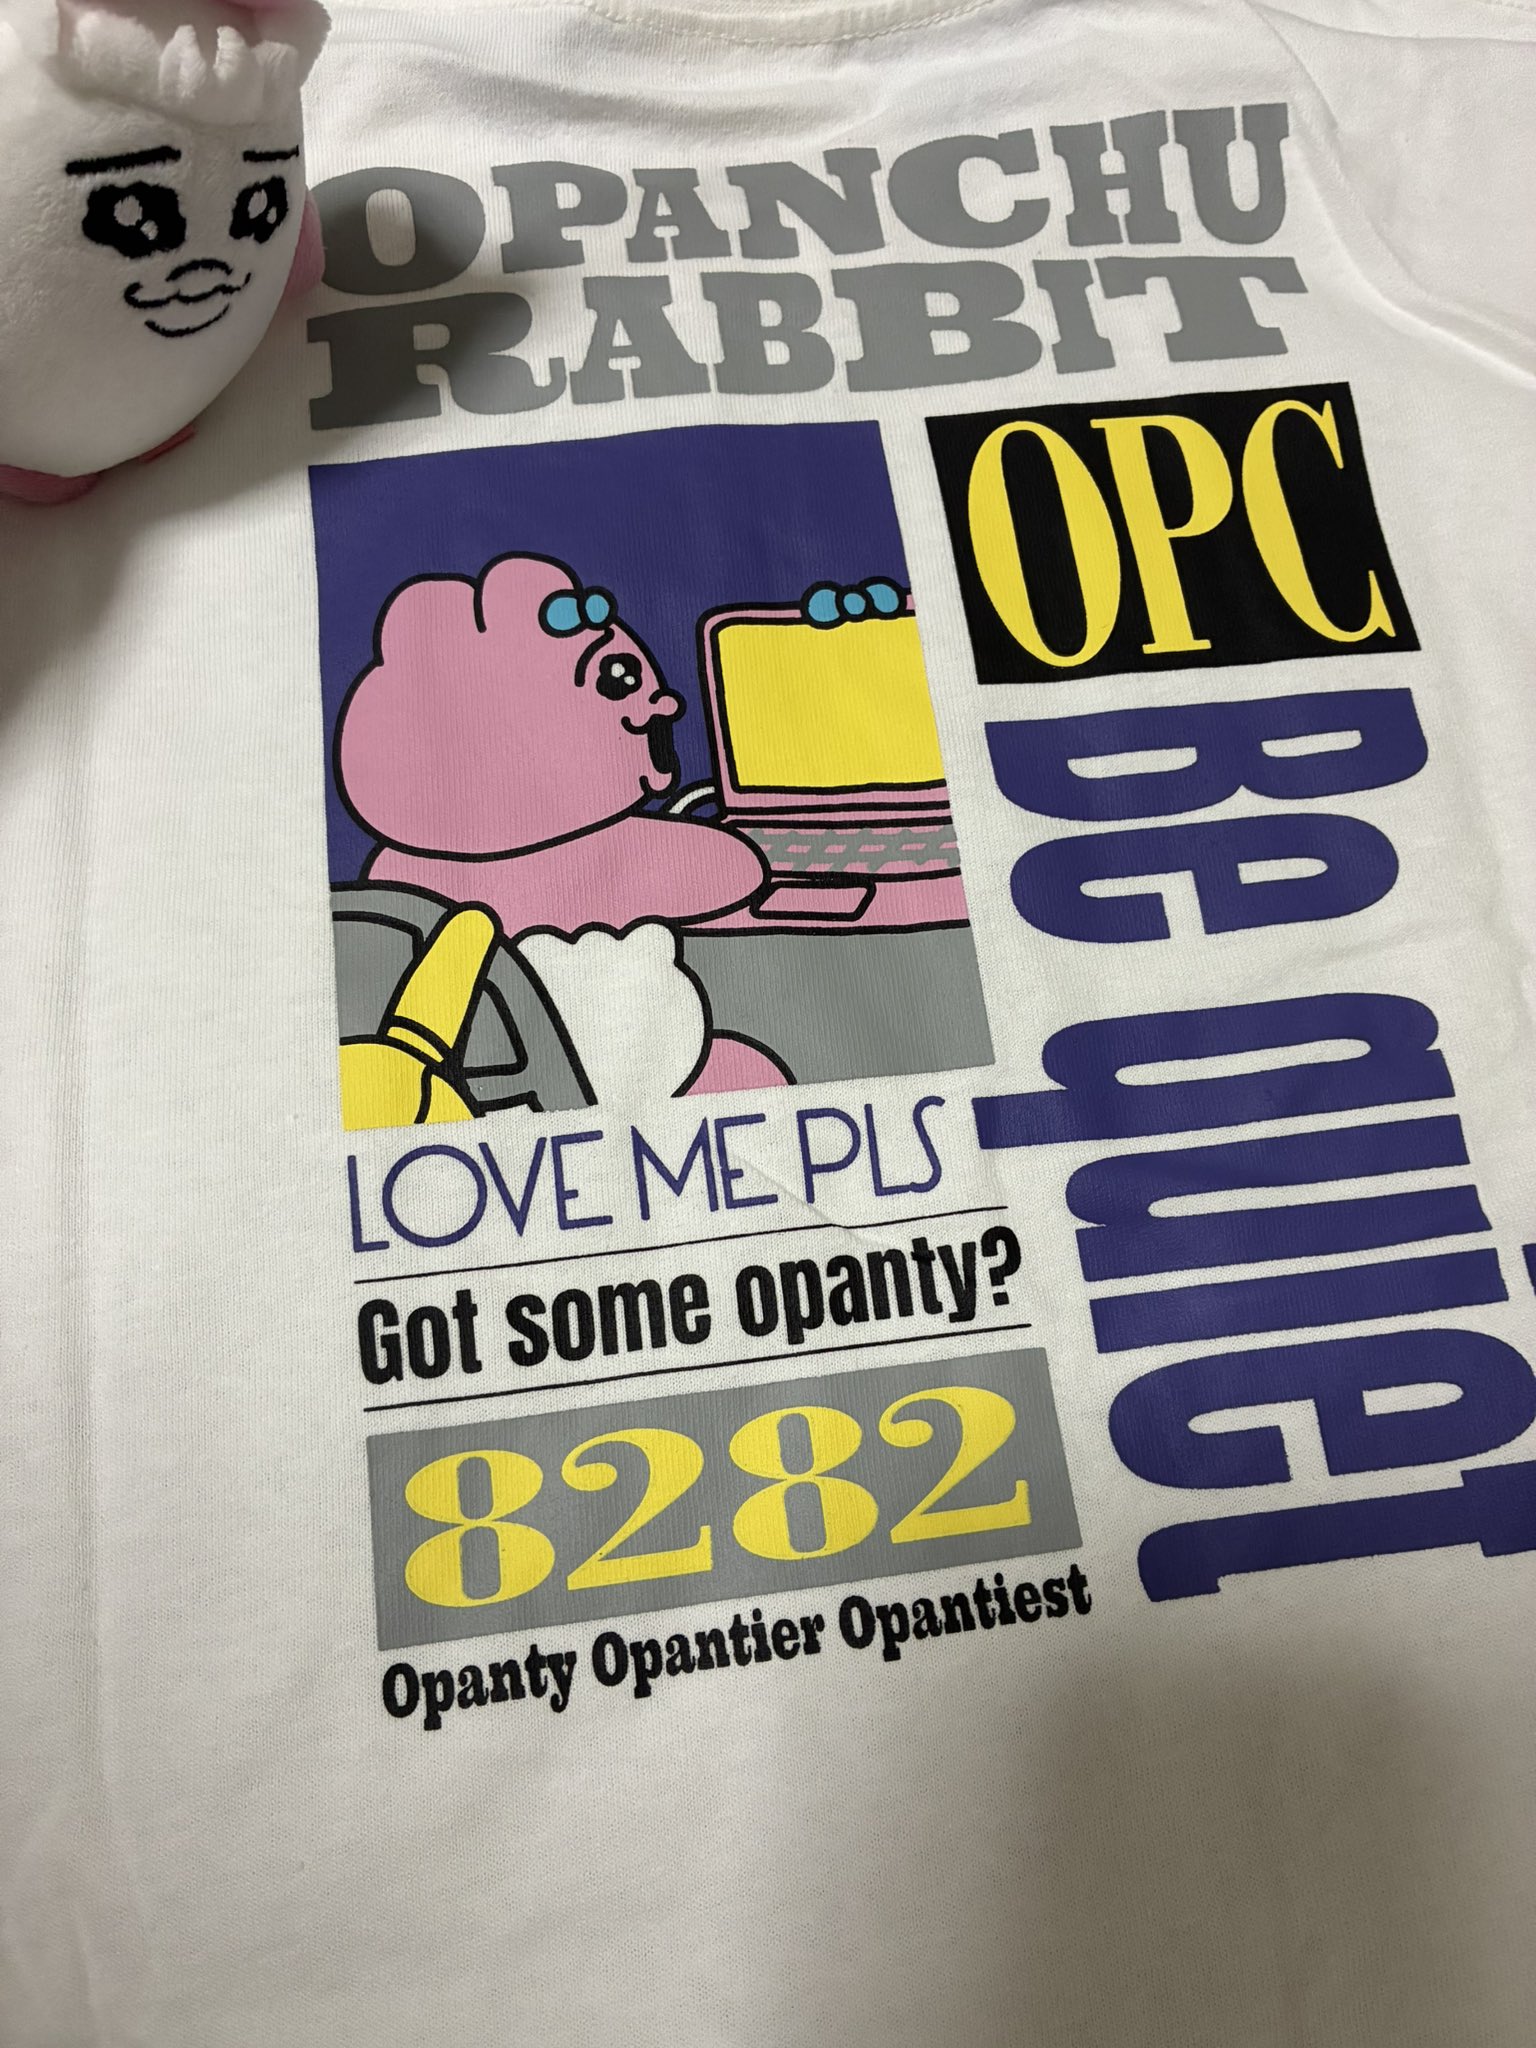 OPANCHU
RABBIT
OPC
Be quiet
LOVE ME PLS
Got some opanty?
8282
Opanty Opantier Opantiest